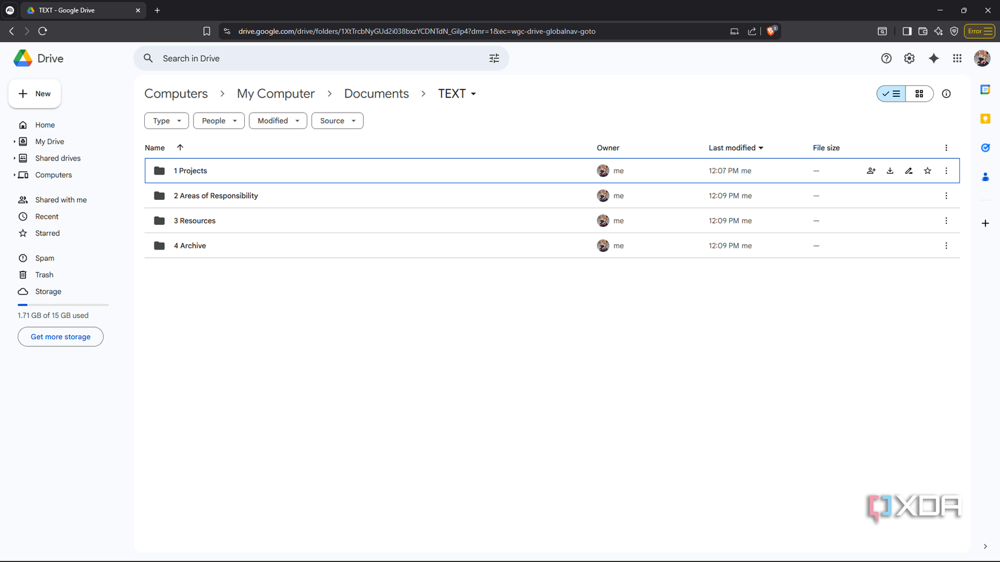 TEXT - Google Drive
drive.google.com/drive/folders/1XtTrcbNyGUd2i038bxzYCDNTdN_GiIp4?dmr=1&ec=wgc-drive-globalnav-goto
3
Error
Drive
Search in Drive
New
Computers > My Computer > Documents > TEXT
31
Type
People
Modified
Source
Home
My Drive
Shared drives
Computers
Shared with me
Recent
Starred
Spam
Trash
Storage
1.71 GB of 15 GB used
Get more storage
Name Owner Last modified File size
1 Projects me 12:07 PM me —
2 Areas of Responsibility me 12:09 PM me —
3 Resources me 12:09 PM me —
4 Archive me 12:09 PM me —
XDA